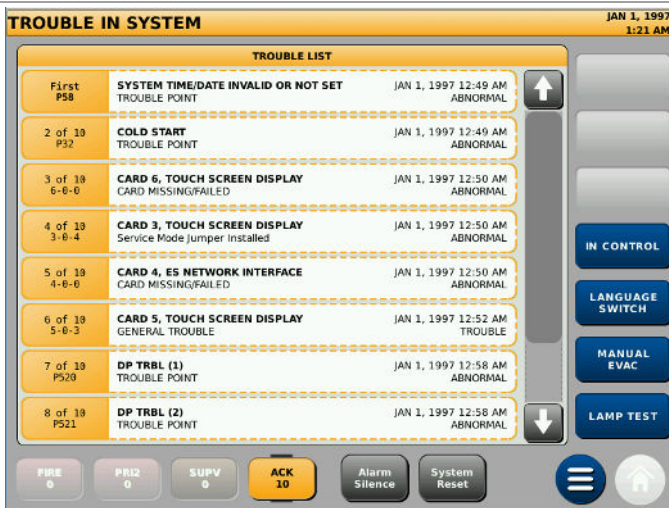 TROUBLE IN SYSTEM
JAN 1, 1997
1:21 AM
TROUBLE LIST
First
P58
SYSTEM TIME/DATE INVALID OR NOT SET
TROUBLE POINT
JAN 1, 1997 12:49 AM
ABNORMAL
2 of 10
P32
COLD START
TROUBLE POINT
JAN 1, 1997 12:49 AM
ABNORMAL
3 of 10
6-0-0
CARD 6, TOUCH SCREEN DISPLAY
CARD MISSING/FAILED
JAN 1, 1997 12:50 AM
ABNORMAL
4 of 10
3-0-4
CARD 3, TOUCH SCREEN DISPLAY
Service Mode Jumper Installed
JAN 1, 1997 12:50 AM
ABNORMAL
5 of 10
4-0-0
CARD 4, ES NETWORK INTERFACE
CARD MISSING/FAILED
JAN 1, 1997 12:50 AM
ABNORMAL
6 of 10
5-0-3
CARD 5, TOUCH SCREEN DISPLAY
GENERAL TROUBLE
JAN 1, 1997 12:52 AM
TROUBLE
7 of 10
P520
DP TRBL (1)
TROUBLE POINT
JAN 1, 1997 12:58 AM
ABNORMAL
8 of 10
P521
DP TRBL (2)
TROUBLE POINT
JAN 1, 1997 12:58 AM
ABNORMAL
IN CONTROL
LANGUAGE
SWITCH
MANUAL
EVAC
LAMP TEST
FIRE
0
PRI2
0
SUPV
0
ACK
10
Alarm
Silence
System
Reset